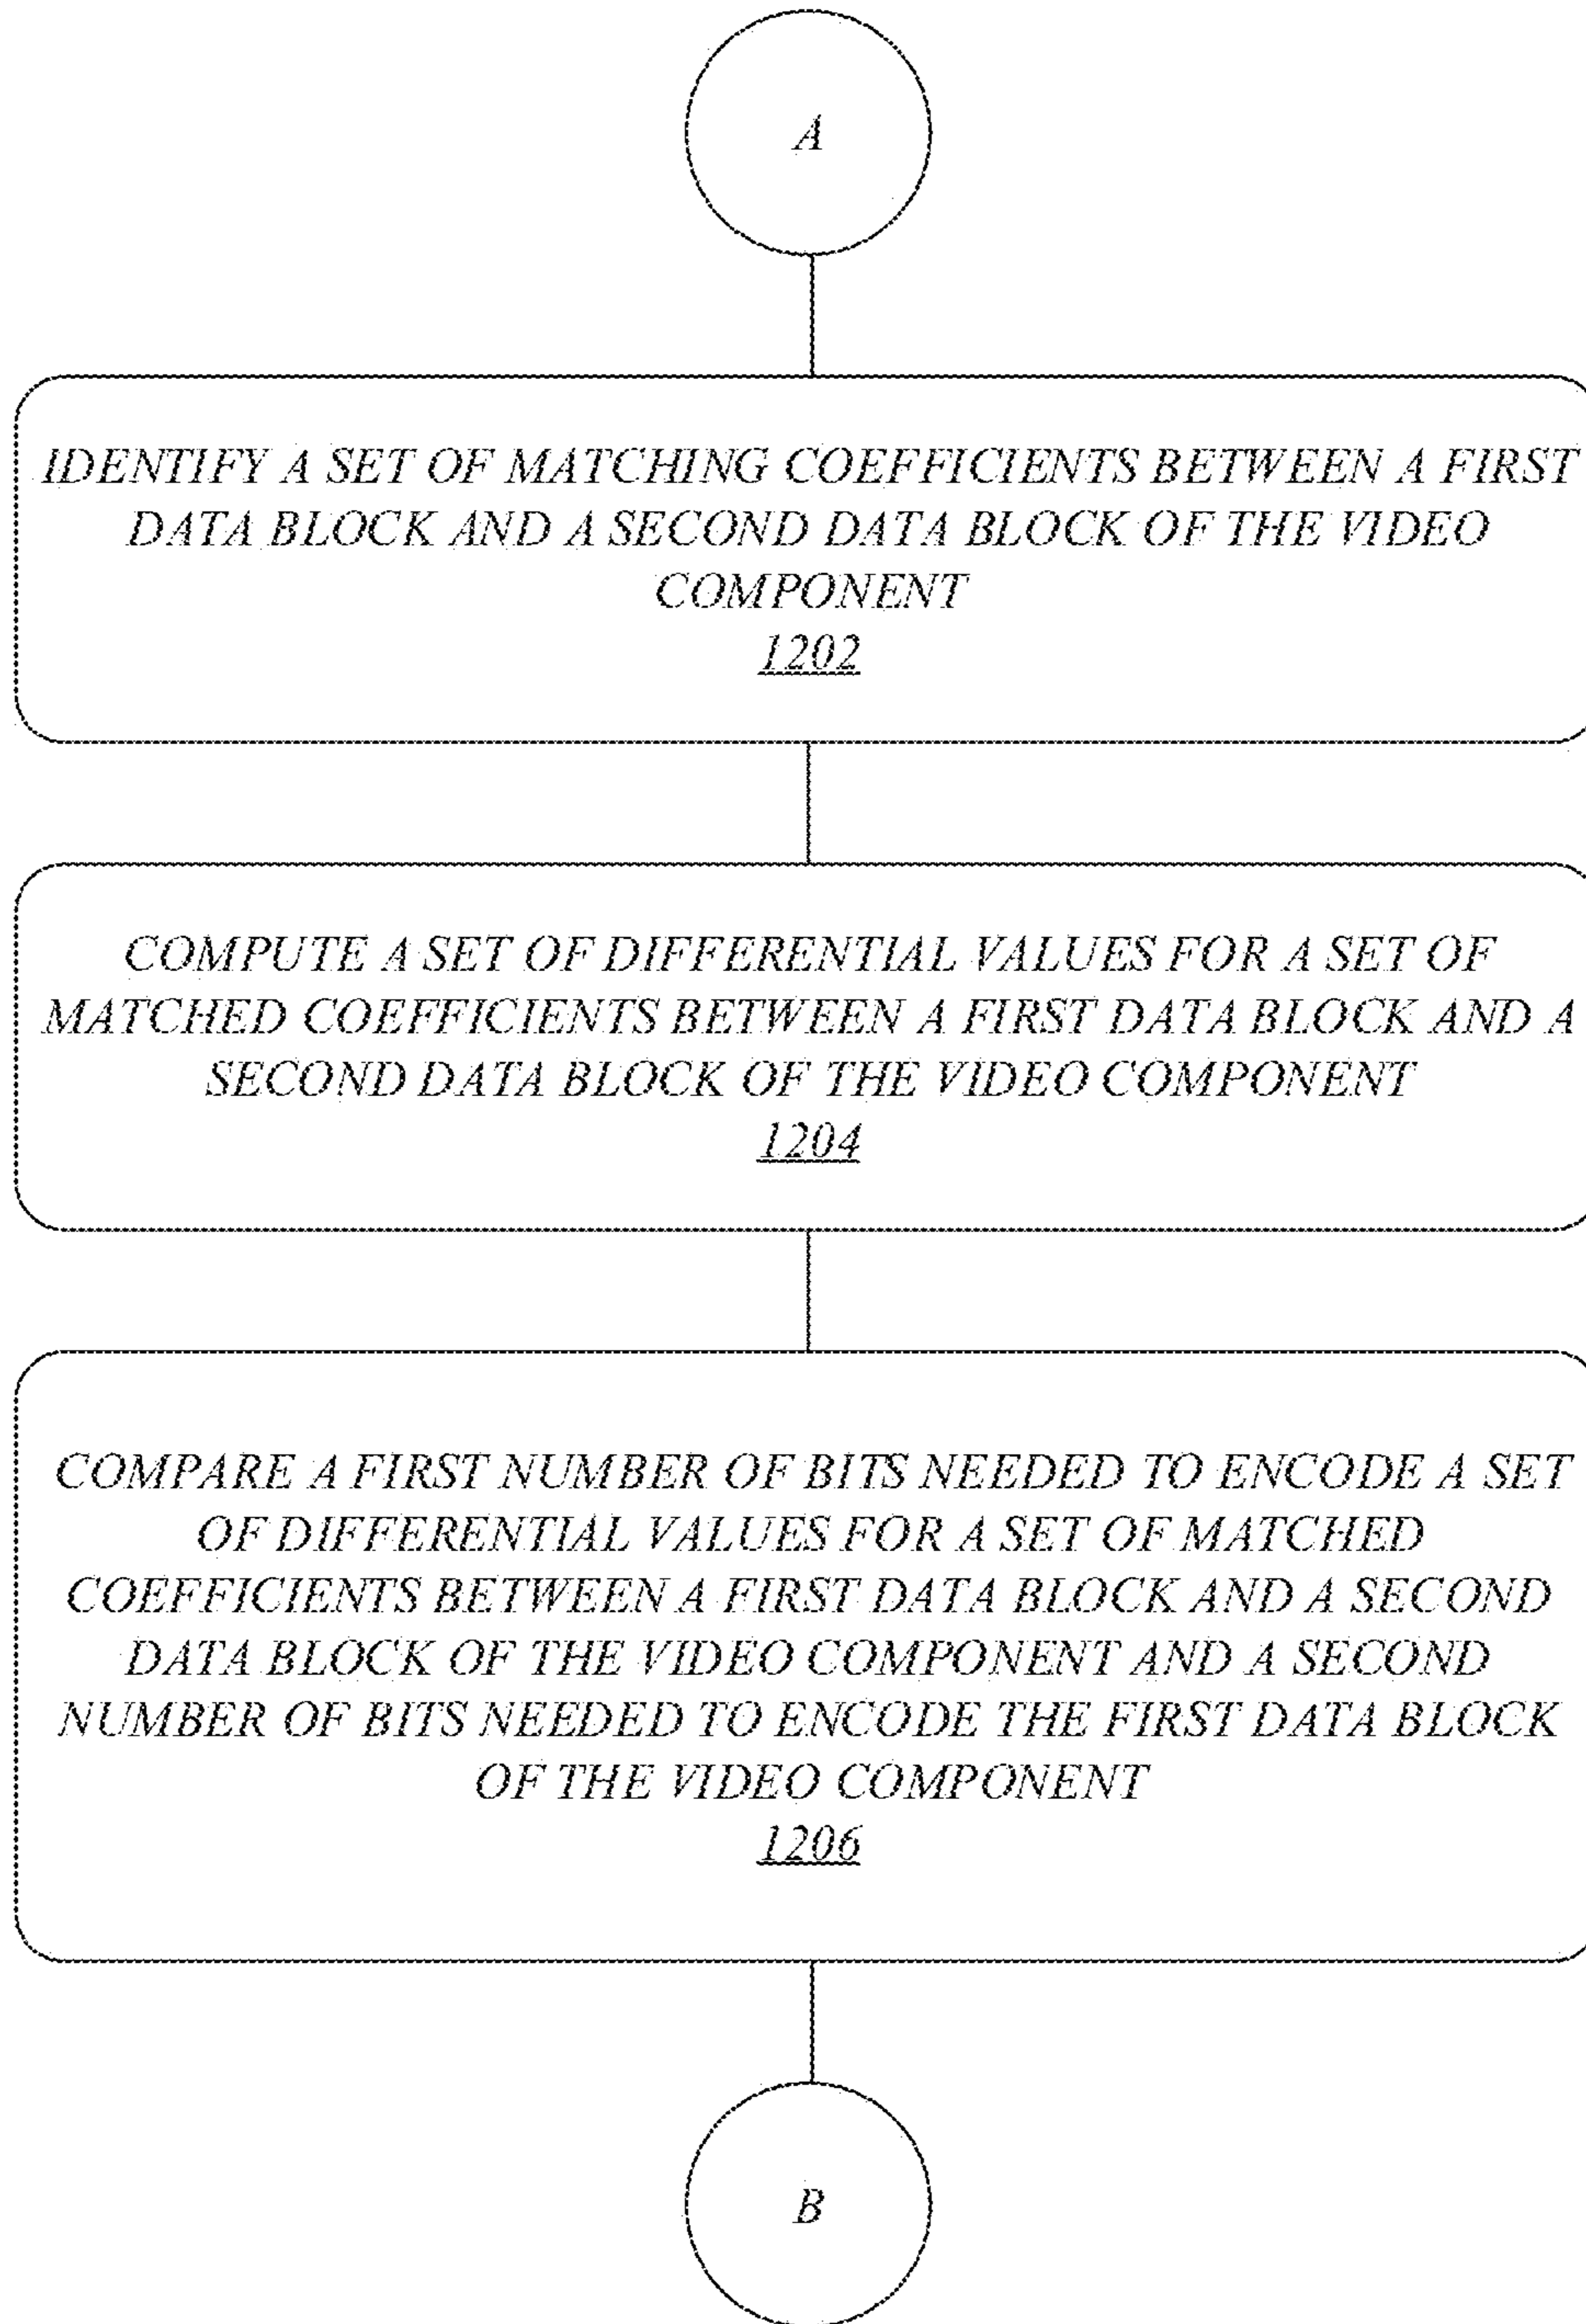 A
IDENTIFY A SET OF MATCHING COEFFICIENTS BETWEEN A FIRST
DATA BLOCK AND A SECOND DATA BLOCK OF THE VIDEO
COMPONENT
1202
COMPUTE A SET OF DIFFERENTIAL VALUES FOR A SET OF
MATCHED COEFFICIENTS BETWEEN A FIRST DATA BLOCK AND A
SECOND DATA BLOCK OF THE VIDEO COMPONENT
1204
COMPARE A FIRST NUMBER OF BITS NEEDED TO ENCODE A SET
OF DIFFERENTIAL VALUES FOR A SET OF MATCHED
COEFFICIENTS BETWEEN A FIRST DATA BLOCK AND A SECOND
DATA BLOCK OF THE VIDEO COMPONENT AND A SECOND
NUMBER OF BITS NEEDED TO ENCODE THE FIRST DATA BLOCK
OF THE VIDEO COMPONENT
1206
B